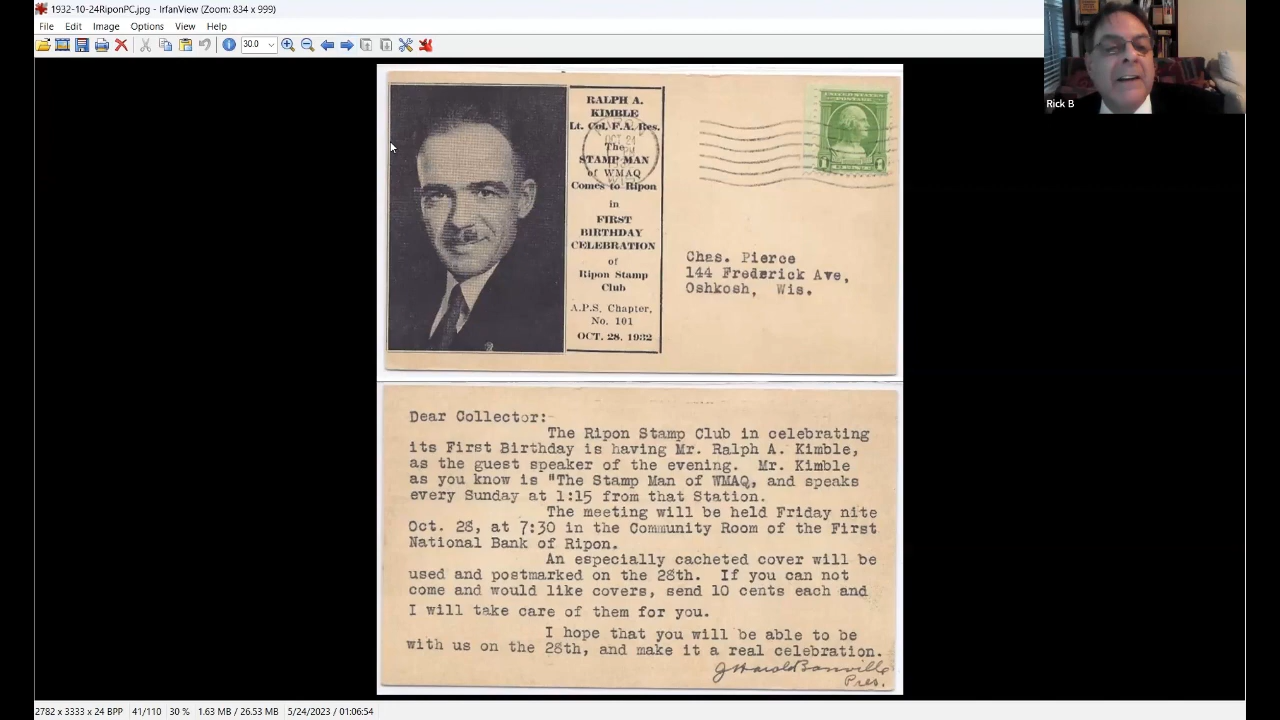 1932-10-24RiponPC.jpg - IrfanView (Zoom: 834 x 999)
File Edit Image Options View Help
30.0
Rick B
RALPH A.
KIMBLE
Lt. Col. F.A. Res.
The
STAMP MAN
of WMAQ
Comes to Ripon
in
FIRST
BIRTHDAY
CELEBRATION
of
Ripon Stamp
Club
A.P.S. Chapter,
No. 101
OCT. 28. 1932
OCT 24
UNITED STATES
POSTAGE
1 1
Chas. Pierce
144 Frederick Ave,
Oshkosh, Wis.
Dear Collector:-
The Ripon Stamp Club in celebrating
its First Birthday is having Mr. Ralph A. Kimble,
as the guest speaker of the evening. Mr. Kimble
as you know is "The Stamp Man of WMAQ, and speaks
every Sunday at 1:15 from that Station.
The meeting will be held Friday nite
Oct. 28, at 7:30 in the Community Room of the First
National Bank of Ripon.
An especially cacheted cover will be
used and postmarked on the 28th. If you can not
come and would like covers, send 10 cents each and
I will take care of them for you.
I hope that you will be able to be
with us on the 28th, and make it a real celebration.
J Harold Bonville
Pres.
2782 x 3333 x 24 BPP 41/110 30 % 1.63 MB / 26.53 MB 5/24/2023 / 01:06:54